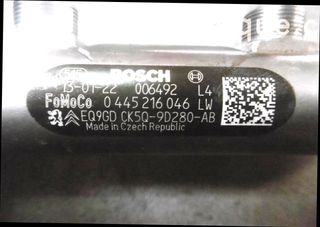 BOSCH
13-01-22 006492 L4
FoMoCo 0 445 216 046 LW
EQ9GD CK5Q-9D280-AB
Made in Czech Republic